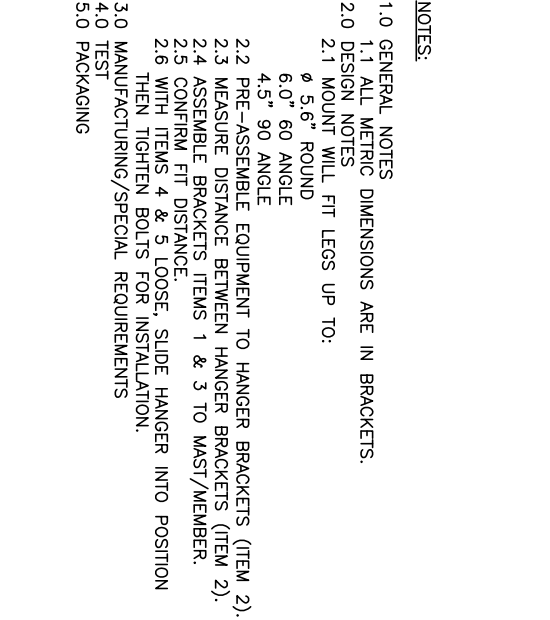 NOTES:
1.0 GENERAL NOTES
1.1 ALL METRIC DIMENSIONS ARE IN BRACKETS.
2.0 DESIGN NOTES
2.1 MOUNT WILL FIT LEGS UP TO:
ø 5.6" ROUND
6.0" 60 ANGLE
4.5" 90 ANGLE
2.2 PRE-ASSEMBLE EQUIPMENT TO HANGER BRACKETS (ITEM 2).
2.3 MEASURE DISTANCE BETWEEN HANGER BRACKETS (ITEM 2).
2.4 ASSEMBLE BRACKETS ITEMS 1 & 3 TO MAST/MEMBER.
2.5 CONFIRM FIT DISTANCE.
2.6 WITH ITEMS 4 & 5 LOOSE, SLIDE HANGER INTO POSITION
THEN TIGHTEN BOLTS FOR INSTALLATION.
3.0 MANUFACTURING/SPECIAL REQUIREMENTS
4.0 TEST
5.0 PACKAGING